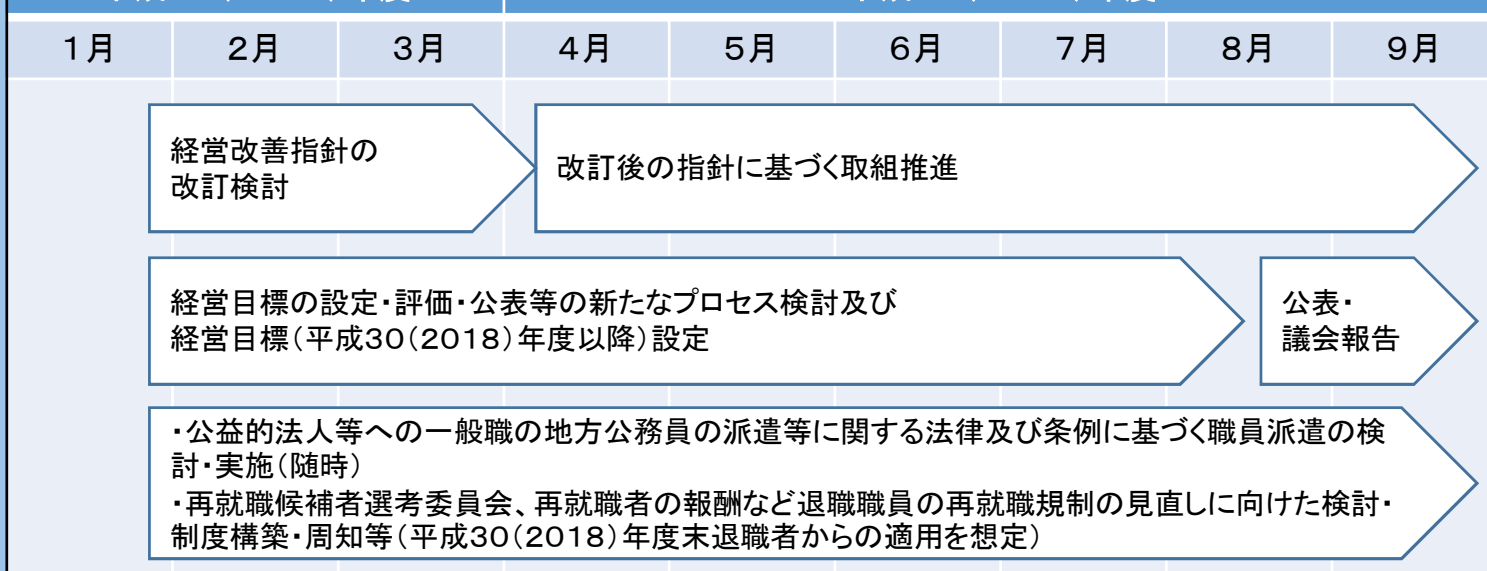 1月 2月 3月 4月 5月 6月 7月 8月 9月
経営改善指針の
改訂検討
改訂後の指針に基づく取組推進
経営目標の設定・評価・公表等の新たなプロセス検討及び
経営目標(平成30(2018)年度以降)設定
公表・
議会報告
・公益的法人等への一般職の地方公務員の派遣等に関する法律及び条例に基づく職員派遣の検
討・実施(随時)
・再就職候補者選考委員会、再就職者の報酬など退職職員の再就職規制の見直しに向けた検討・
制度構築・周知等(平成30(2018)年度末退職者からの適用を想定)